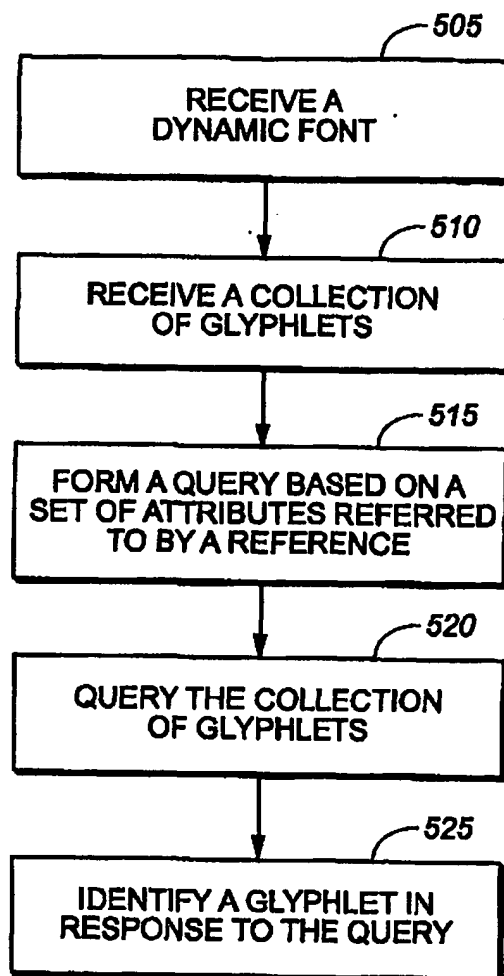 505
RECEIVE A
DYNAMIC FONT
510
RECEIVE A COLLECTION
OF GLYPHLETS
515
FORM A QUERY BASED ON A
SET OF ATTRIBUTES REFERRED
TO BY A REFERENCE
520
QUERY THE COLLECTION
OF GLYPHLETS
525
IDENTIFY A GLYPHLET IN
RESPONSE TO THE QUERY